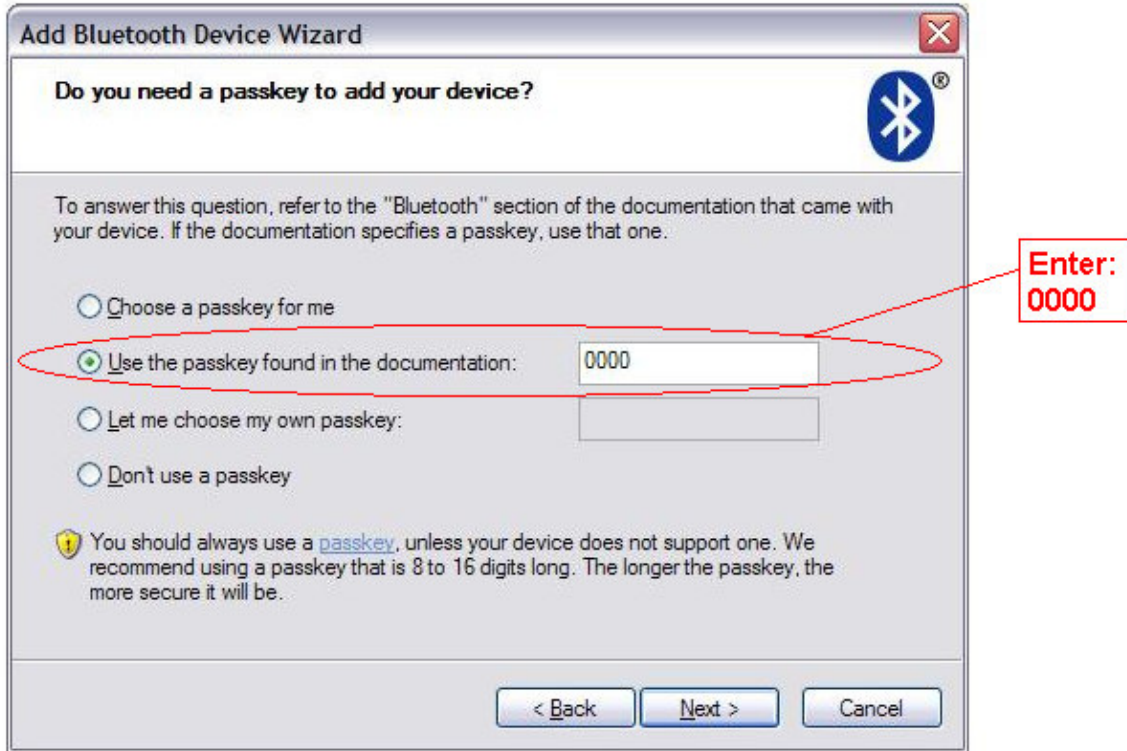 Add Bluetooth Device Wizard
Do you need a passkey to add your device?
®
To answer this question, refer to the "Bluetooth" section of the documentation that came with
your device. If the documentation specifies a passkey, use that one.
Enter:
0000
Choose a passkey for me
Use the passkey found in the documentation: 0000
Let me choose my own passkey:
Don't use a passkey
You should always use a passkey, unless your device does not support one. We
recommend using a passkey that is 8 to 16 digits long. The longer the passkey, the
more secure it will be.
< Back Next > Cancel